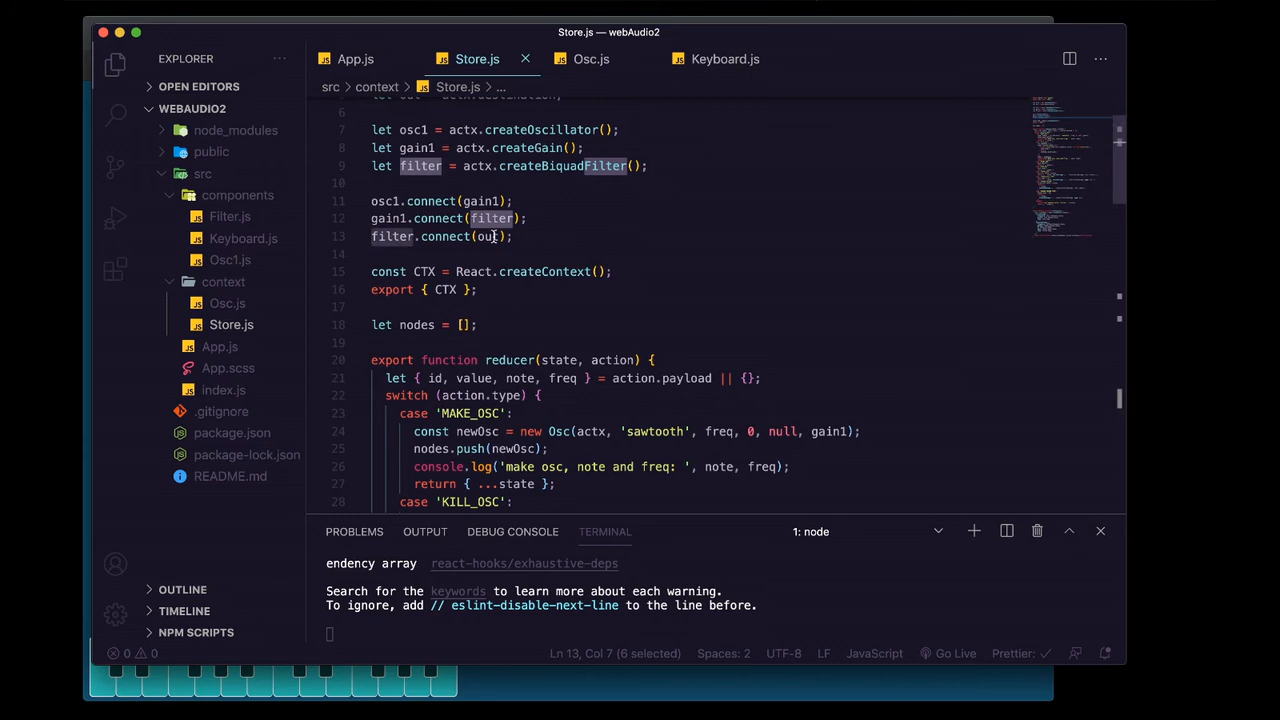 Store.js — webAudio2
EXPLORER
App.js
Store.js
Osc.js
Keyboard.js
OPEN EDITORS
WEBAUDIO2
node_modules
public
src
components
Filter.js
Keyboard.js
Osc1.js
context
Osc.js
Store.js
App.js
App.scss
index.js
.gitignore
package.json
package-lock.json
README.md
OUTLINE
TIMELINE
NPM SCRIPTS
src > context > Store.js > ...
6
7 let osc1 = actx.createOscillator();
8 let gain1 = actx.createGain();
9 let filter = actx.createBiquadFilter();
10
11 osc1.connect(gain1);
12 gain1.connect(filter);
13 filter.connect(out);
14
15 const CTX = React.createContext();
16 export { CTX };
17
18 let nodes = [];
19
20 export function reducer(state, action) {
21 let { id, value, note, freq } = action.payload || {};
22 switch (action.type) {
23 case 'MAKE_OSC':
24 const newOsc = new Osc(actx, 'sawtooth', freq, 0, null, gain1);
25 nodes.push(newOsc);
26 console.log('make osc, note and freq: ', note, freq);
27 return { ...state };
28 case 'KILL_OSC':
PROBLEMS OUTPUT DEBUG CONSOLE TERMINAL 1: node
endency array react-hooks/exhaustive-deps
Search for the keywords to learn more about each warning.
To ignore, add // eslint-disable-next-line to the line before.
0 0 Ln 13, Col 7 (6 selected) Spaces: 2 UTF-8 LF JavaScript Go Live Prettier: ✓